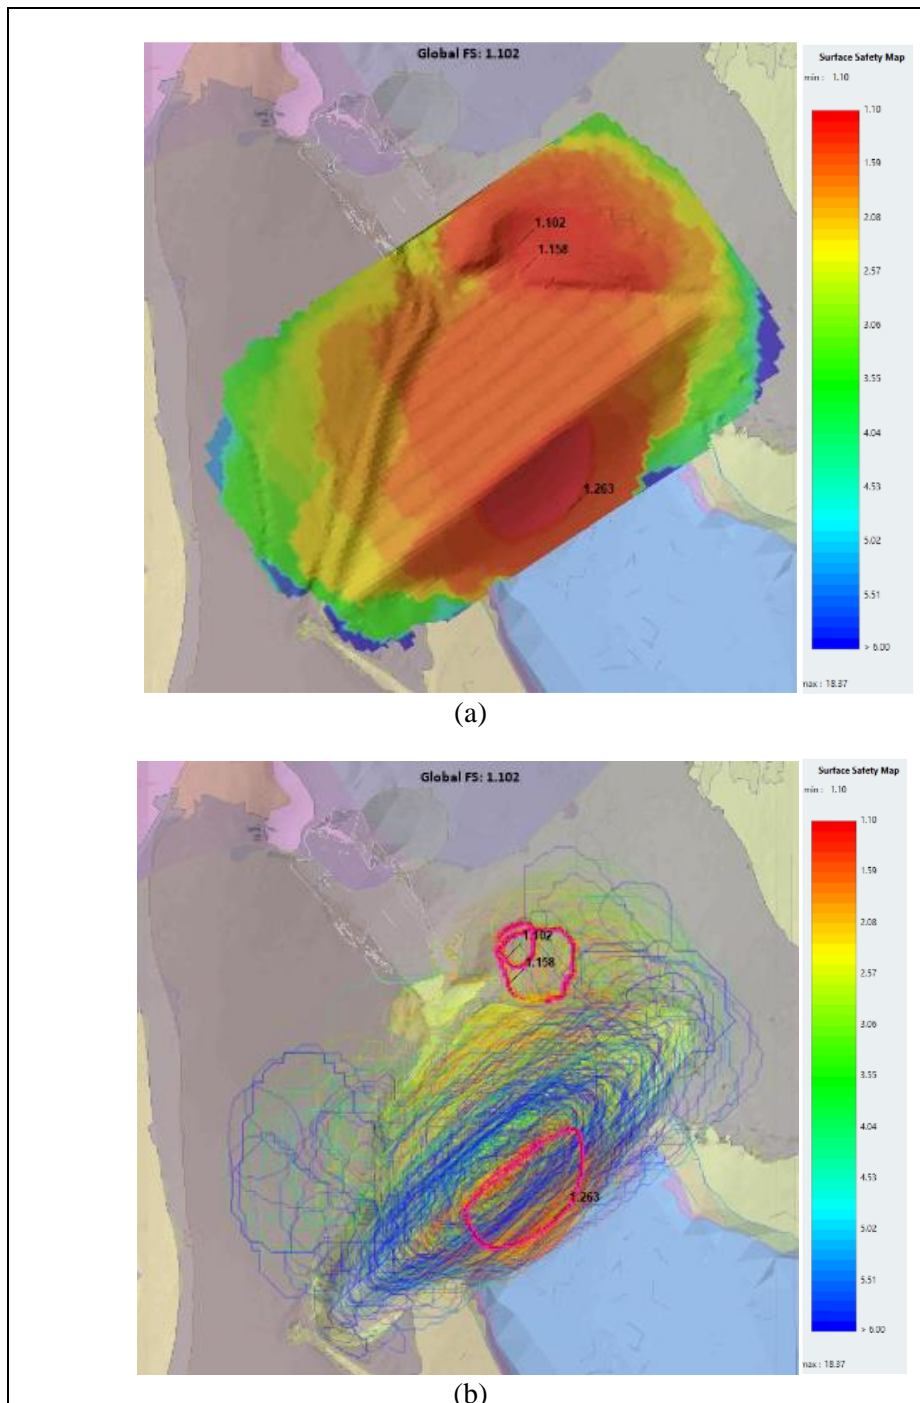 Global FS: 1.102
Surface Safety Map
min : 1.10
1.10
1.59
2.08
2.57
3.06
3.55
4.04
4.53
5.02
5.51
> 6.00
max : 18.37
1.102
1.158
1.263
(a)
Global FS: 1.102
Surface Safety Map
min : 1.10
1.10
1.59
2.08
2.57
3.06
3.55
4.04
4.53
5.02
5.51
> 6.00
max : 18.37
1.102
1.158
1.263
(b)